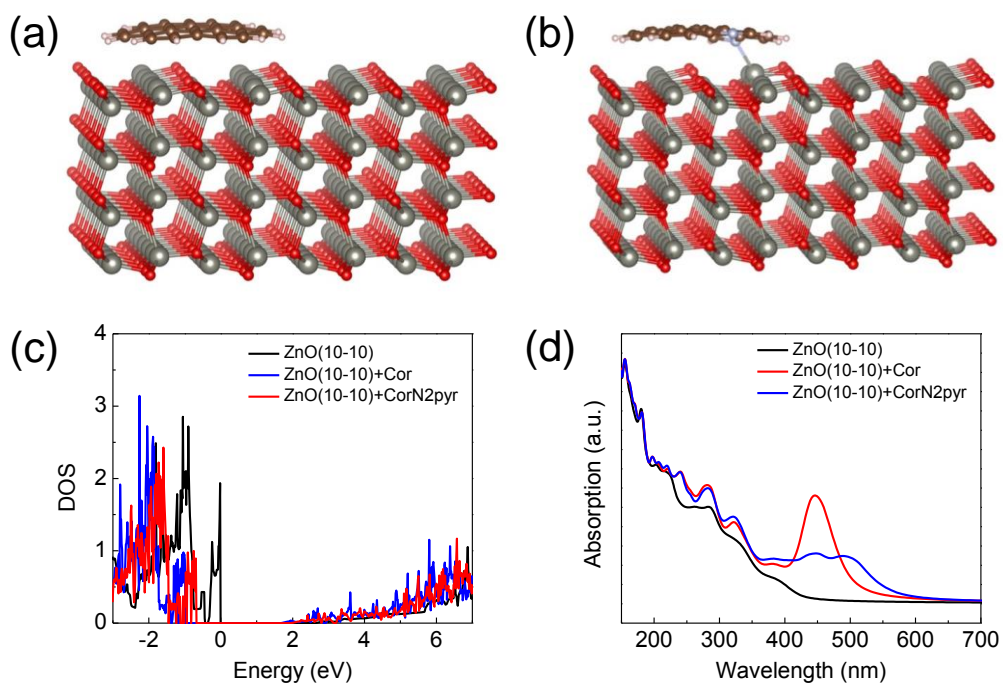 (a)
(b)
(c)
4
3
2
1
0
DOS
ZnO(10-10)
ZnO(10-10)+Cor
ZnO(10-10)+CorN2pyr
-2
0
2
4
6
Energy (eV)
(d)
Absorption (a.u.)
ZnO(10-10)
ZnO(10-10)+Cor
ZnO(10-10)+CorN2pyr
200
300
400
500
600
700
Wavelength (nm)